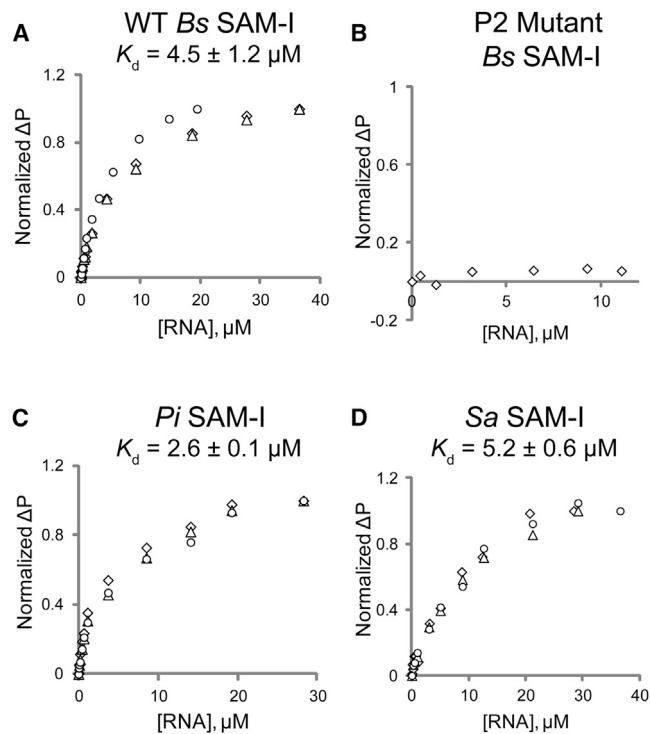 A
WT Bs SAM-I
Kd = 4.5 ± 1.2 µM
1.2
0.8
0.4
0
Normalized ΔP
0 10 20 30 40
[RNA], µM
B
P2 Mutant
Bs SAM-I
1
0.6
0.2
-0.2
Normalized ΔP
0 5 10
[RNA], µM
C
Pi SAM-I
Kd = 2.6 ± 0.1 µM
1.2
0.8
0.4
0
Normalized ΔP
0 10 20 30
[RNA], µM
D
Sa SAM-I
Kd = 5.2 ± 0.6 µM
1.2
0.8
0.4
0
Normalized ΔP
0 10 20 30 40
[RNA], µM